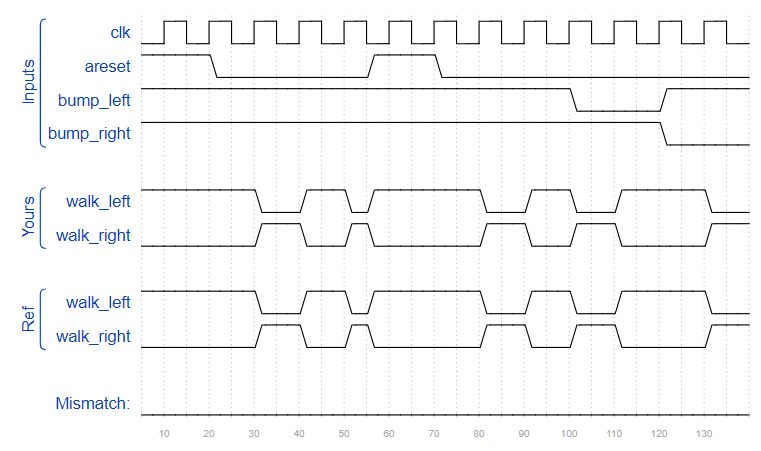 Inputs
clk
areset
bump_left
bump_right
Yours
walk_left
walk_right
Ref
walk_left
walk_right
Mismatch:
10 20 30 40 50 60 70 80 90 100 110 120 130